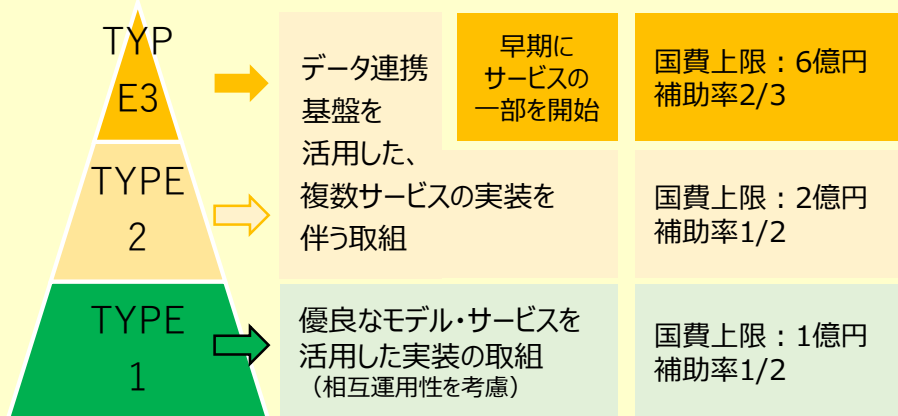 TYP
E3
データ連携
基盤を
活用した、
複数サービスの実装を
伴う取組
早期に
サービスの
一部を開始
国費上限：6億円
補助率2/3
TYPE
2
国費上限：2億円
補助率1/2
TYPE
1
優良なモデル・サービスを
活用した実装の取組
（相互運用性を考慮）
国費上限：1億円
補助率1/2